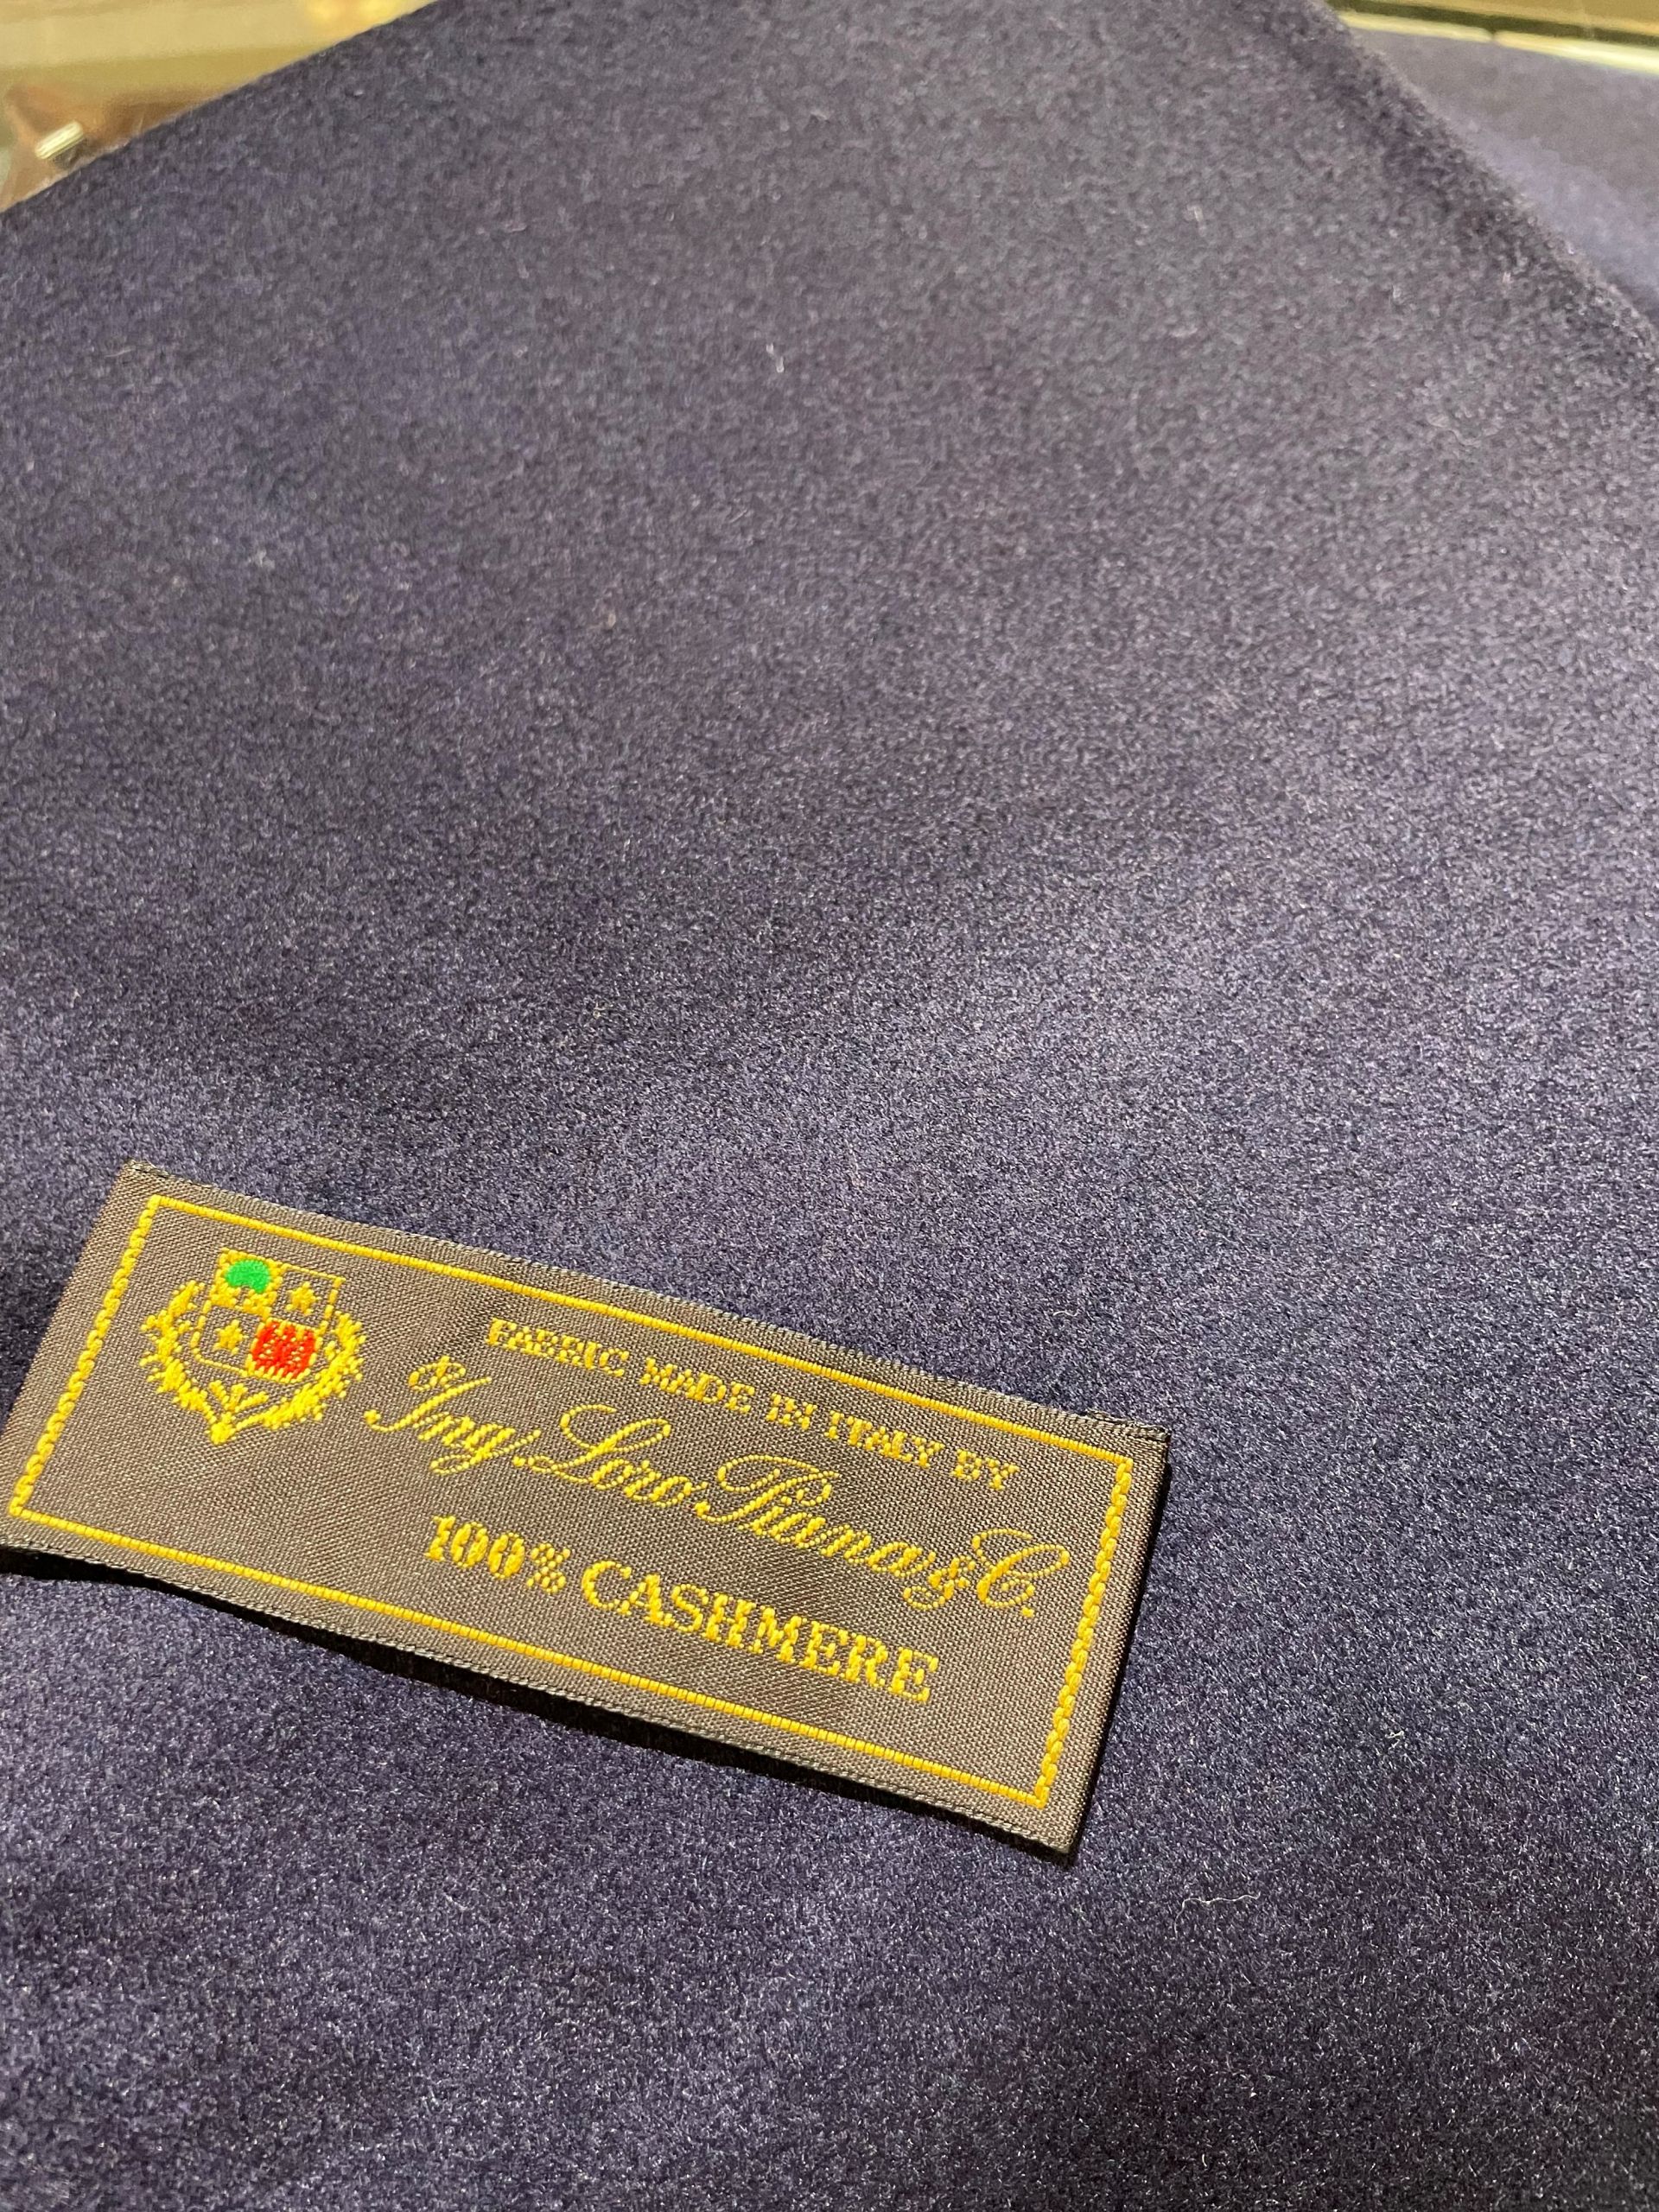 FABRIC MADE IN ITALY BY
Ing. Loro Piana & C.
100% CASHMERE